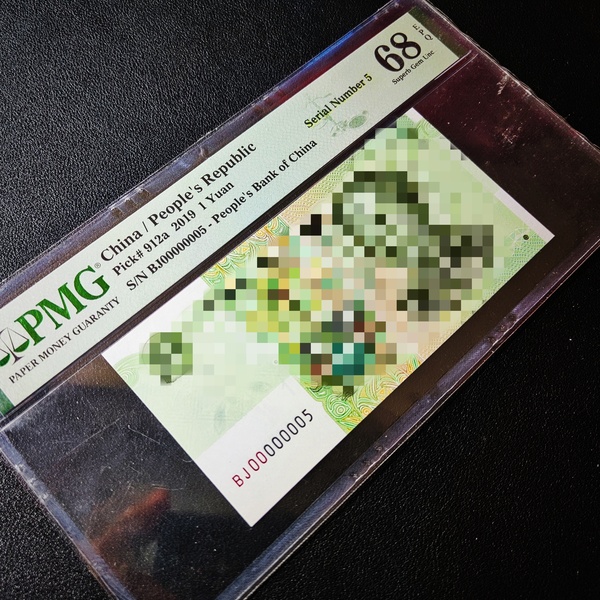 68 EPQ
Superb Gem Unc
Serial Number 5
China / People's Republic
Pick# 912a 2019 1 Yuan
S/N BJ00000005 - People's Bank of China
PMG®
PAPER MONEY GUARANTY
BJ00000005